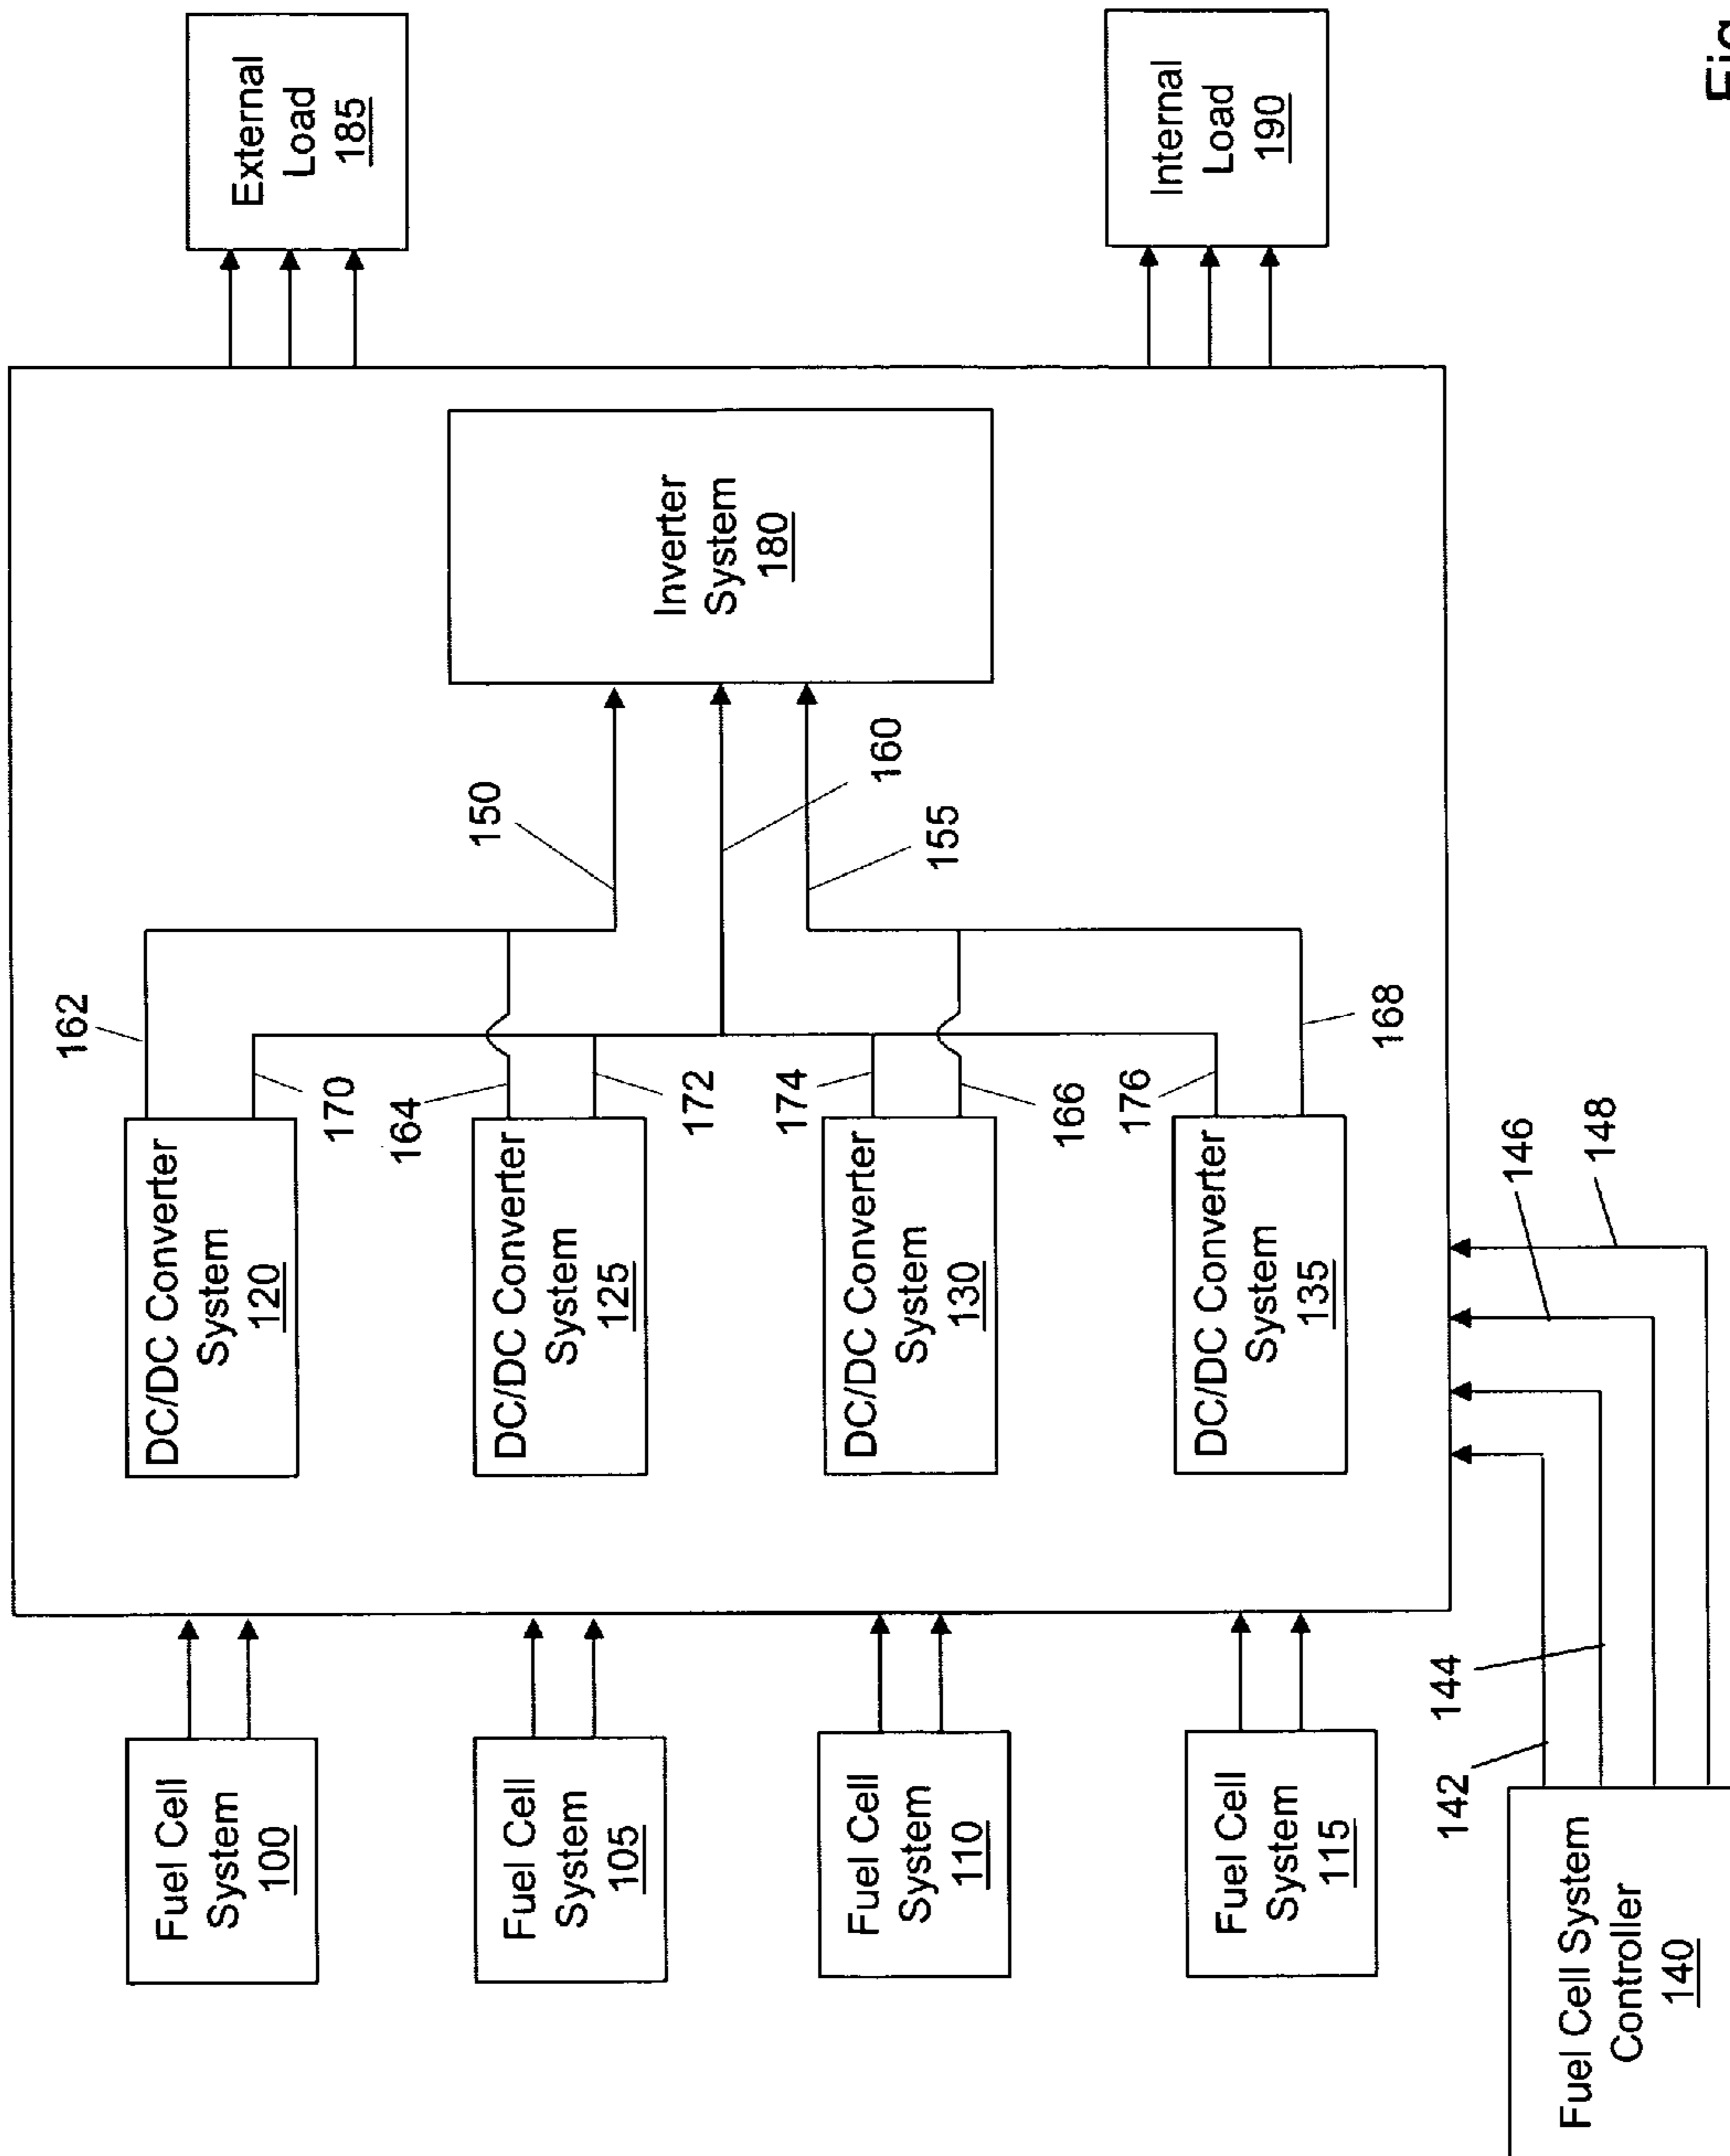 Fuel Cell
System
100
Fuel Cell
System
105
Fuel Cell
System
110
Fuel Cell
System
115
DC/DC Converter
System
120
DC/DC Converter
System
125
DC/DC Converter
System
130
DC/DC Converter
System
135
162
170
164
172
174
166
176
168
150
160
155
Inverter
System
180
External
Load
185
Internal
Load
190
Fuel Cell System
Controller
140
142
144
146
148
Fig